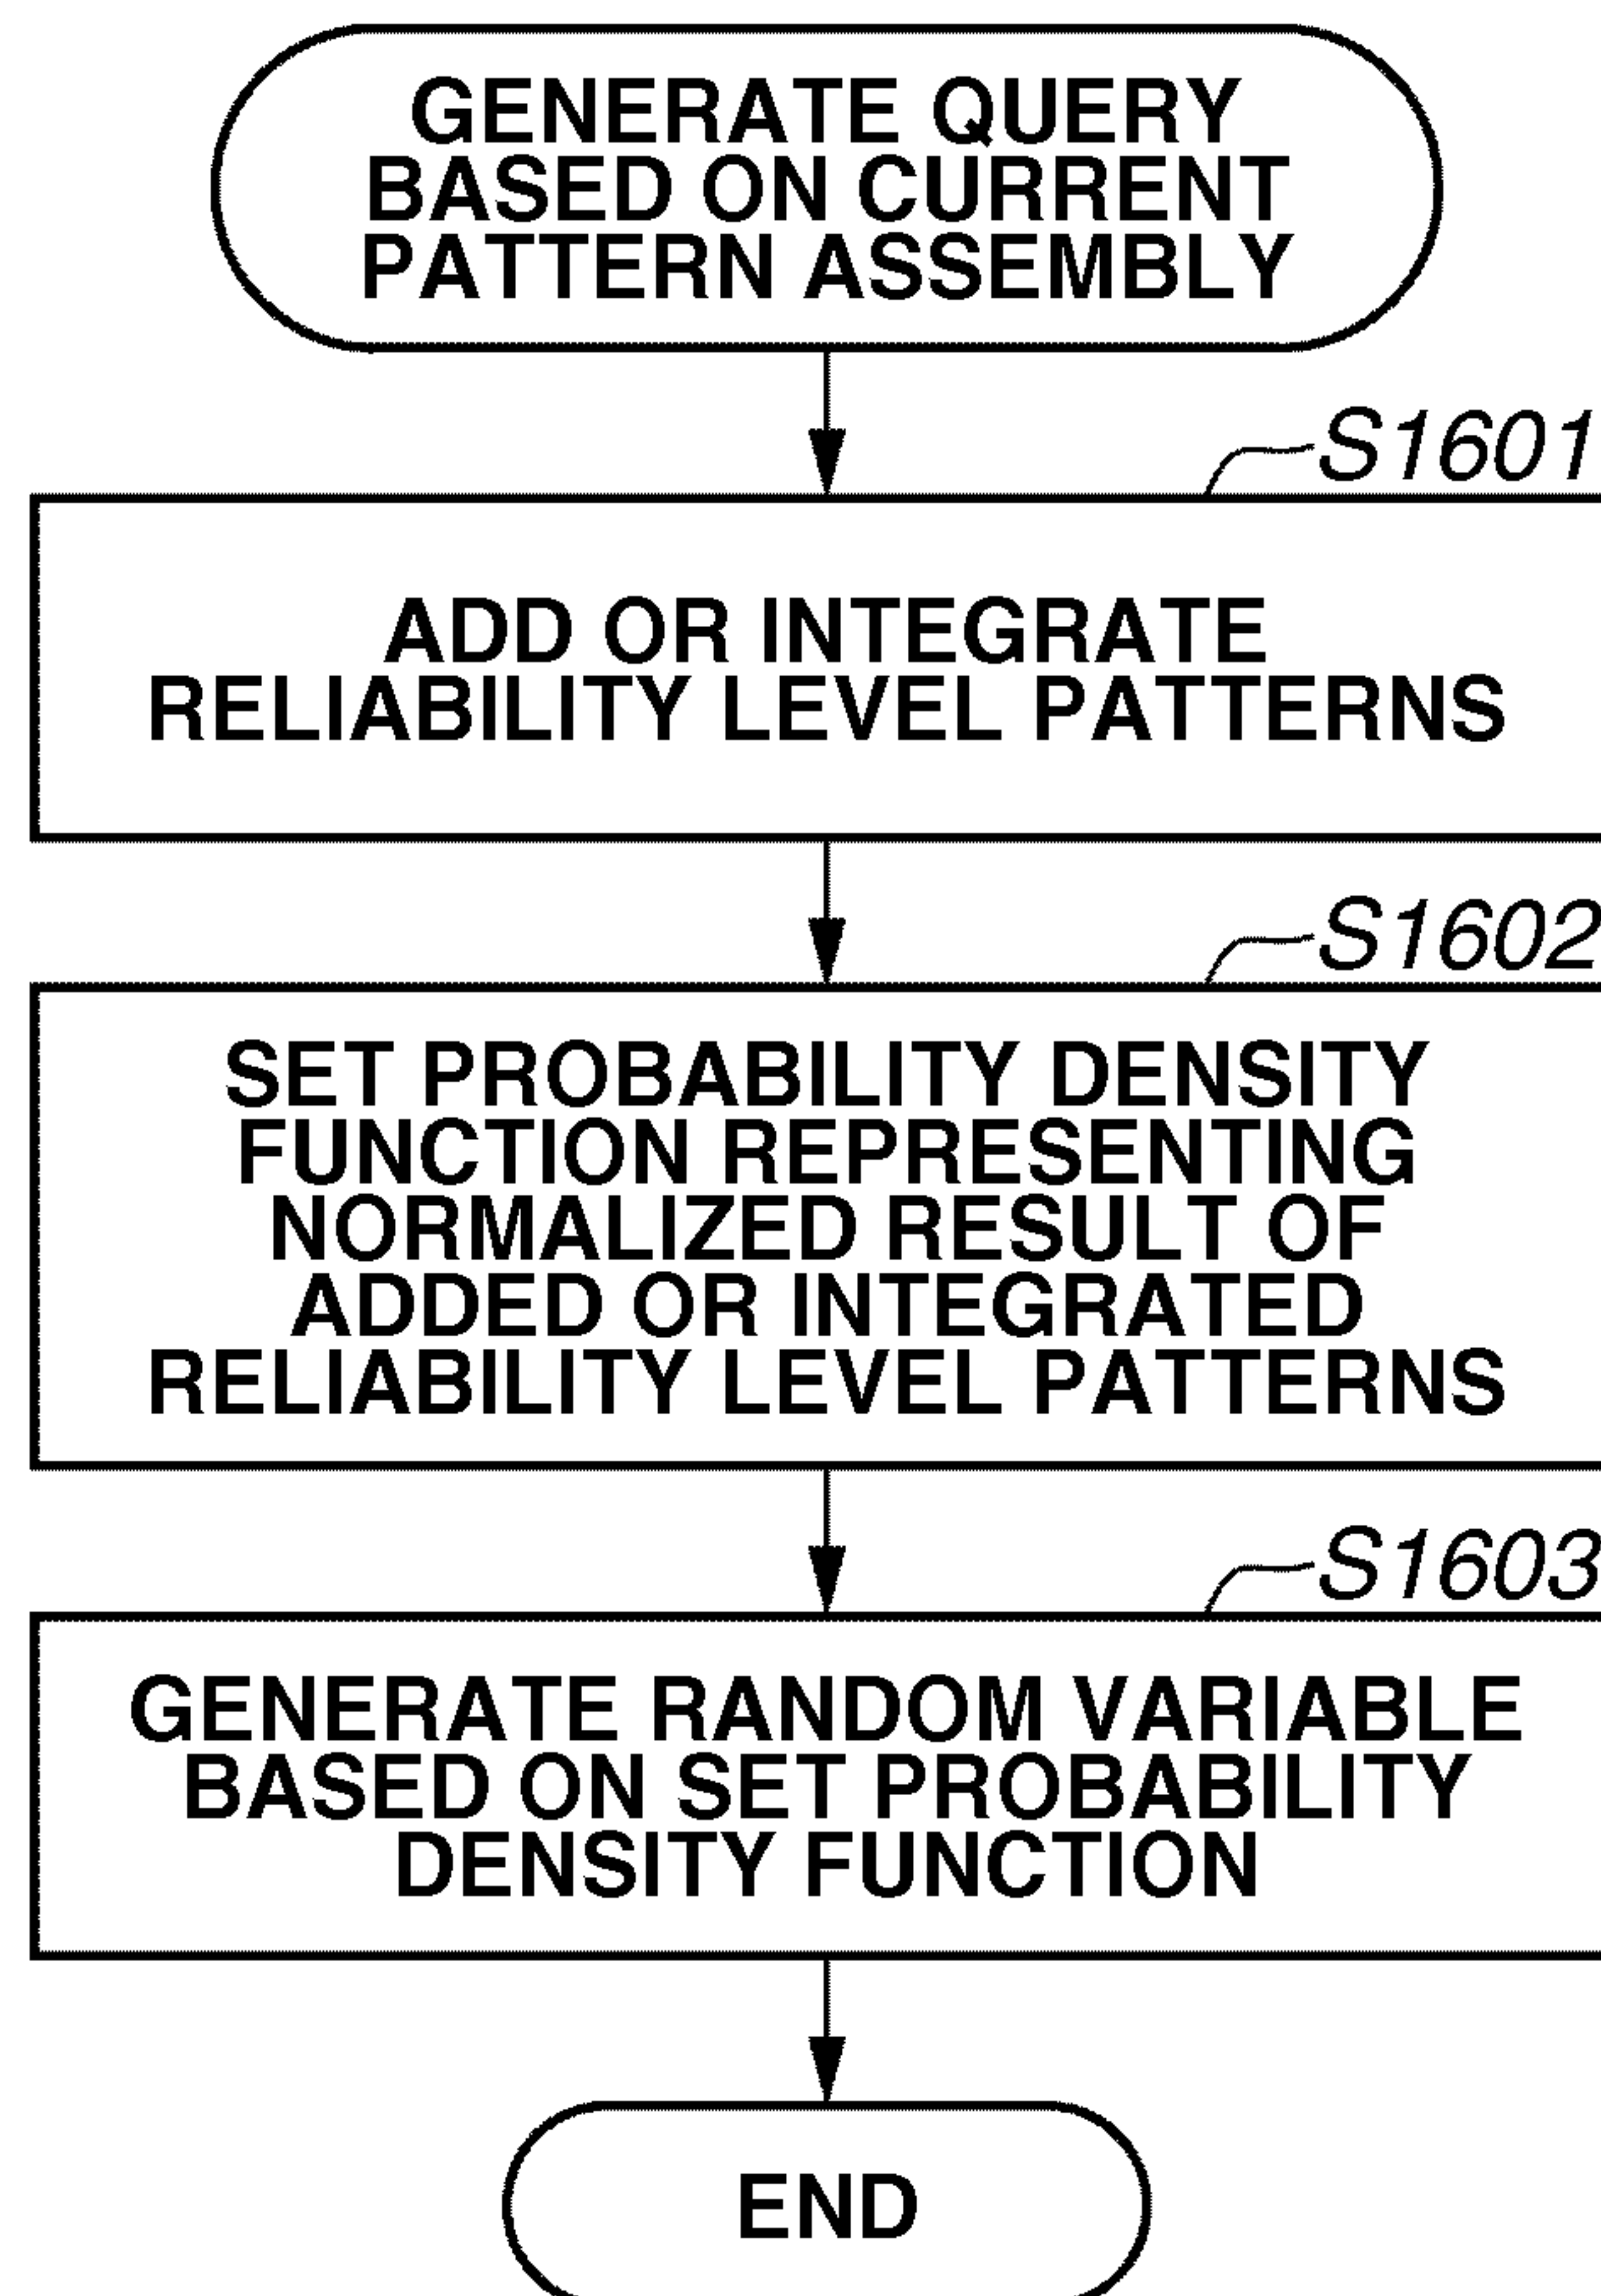 GENERATE QUERY
BASED ON CURRENT
PATTERN ASSEMBLY
S1601
ADD OR INTEGRATE
RELIABILITY LEVEL PATTERNS
S1602
SET PROBABILITY DENSITY
FUNCTION REPRESENTING
NORMALIZED RESULT OF
ADDED OR INTEGRATED
RELIABILITY LEVEL PATTERNS
S1603
GENERATE RANDOM VARIABLE
BASED ON SET PROBABILITY
DENSITY FUNCTION
END